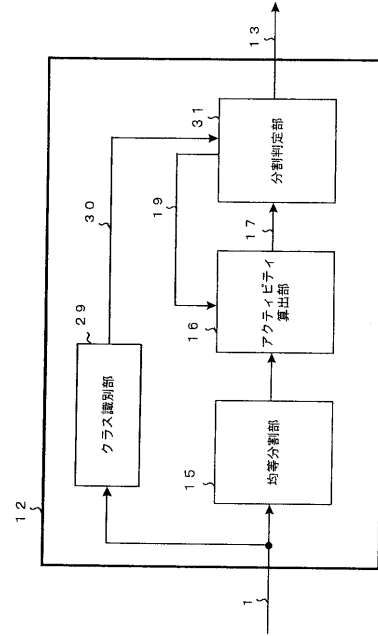 12
29
クラス識別部
30
1
15
均等分割部
16
アクティビティ
算出部
17
19
31
分割判定部
13